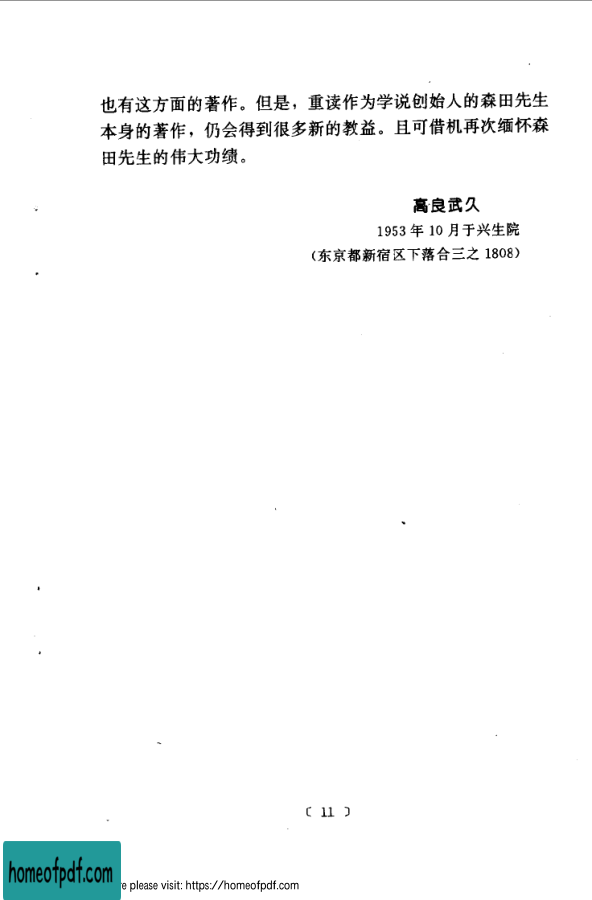 也有这方面的著作。但是，重读作为学说创始人的森田先生
本身的著作，仍会得到很多新的教益。且可借机再次缅怀森
田先生的伟大功绩。
高良武久
1953 年 10 月于兴生院
（东京都新宿区下落合三之 1808）
〔 11 〕
homeofpdf.com
please visit: https://homeofpdf.com